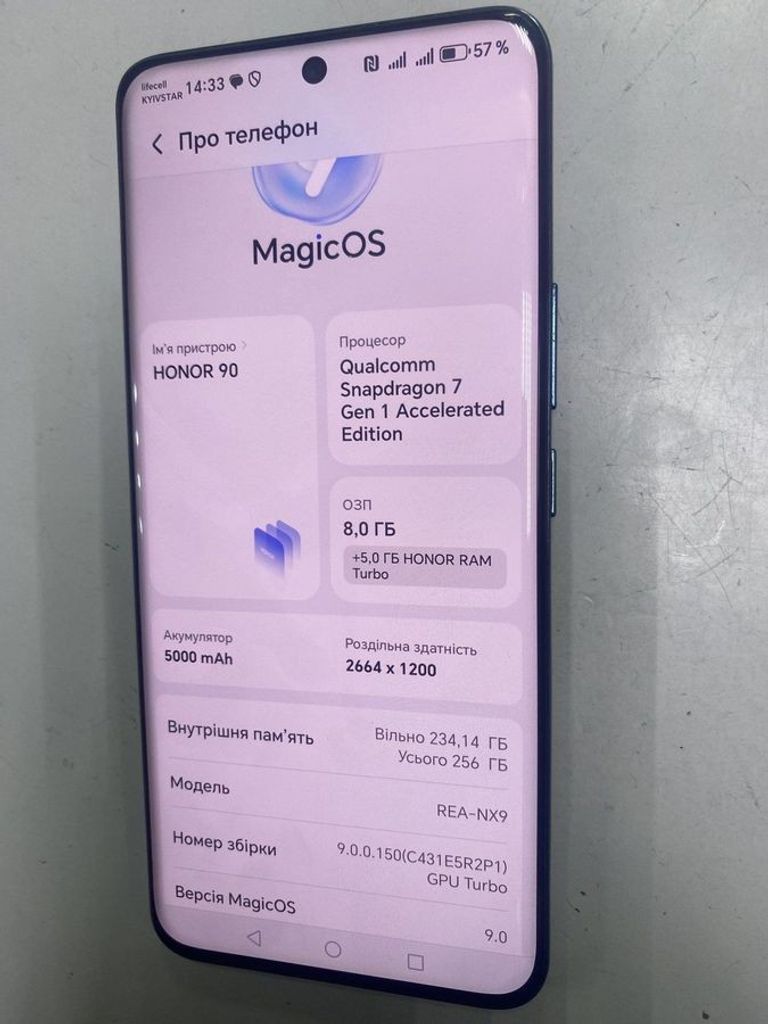 lifecell
KYIVSTAR
14:33
57 %
Про телефон
MagicOS
Ім'я пристрою
HONOR 90
Процесор
Qualcomm
Snapdragon 7
Gen 1 Accelerated
Edition
ОЗП
8,0 ГБ
+5,0 ГБ HONOR RAM
Turbo
Акумулятор
5000 mAh
Роздільна здатність
2664 x 1200
Внутрішня пам'ять
Вільно 234,14 ГБ
Усього 256 ГБ
Модель
REA-NX9
Номер збірки
9.0.0.150(C431E5R2P1)
GPU Turbo
Версія MagicOS
9.0